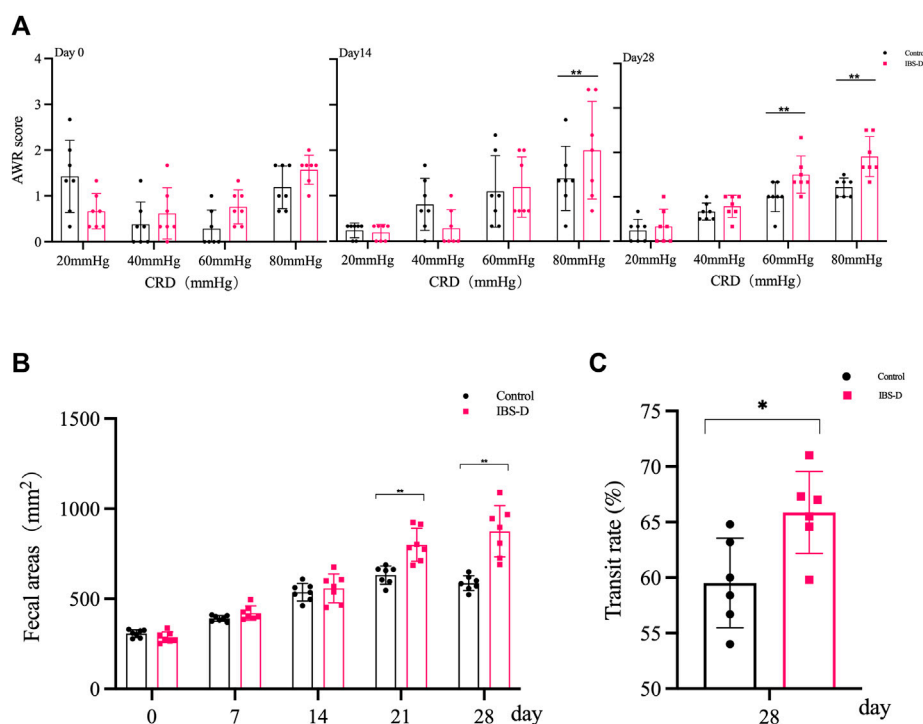 A
Day 0
Day14
Day28
Control
IBS-D
**
**
**
AWR score
4
3
2
1
0
20mmHg 40mmHg 60mmHg 80mmHg
20mmHg 40mmHg 60mmHg 80mmHg
20mmHg 40mmHg 60mmHg 80mmHg
CRD（mmHg）
CRD（mmHg）
CRD（mmHg）
B
Control
IBS-D
**
**
Fecal areas（mm²）
1500
1000
500
0
0 7 14 21 28 day
C
Control
IBS-D
*
Transit rate (%)
75
70
65
60
55
50
28 day